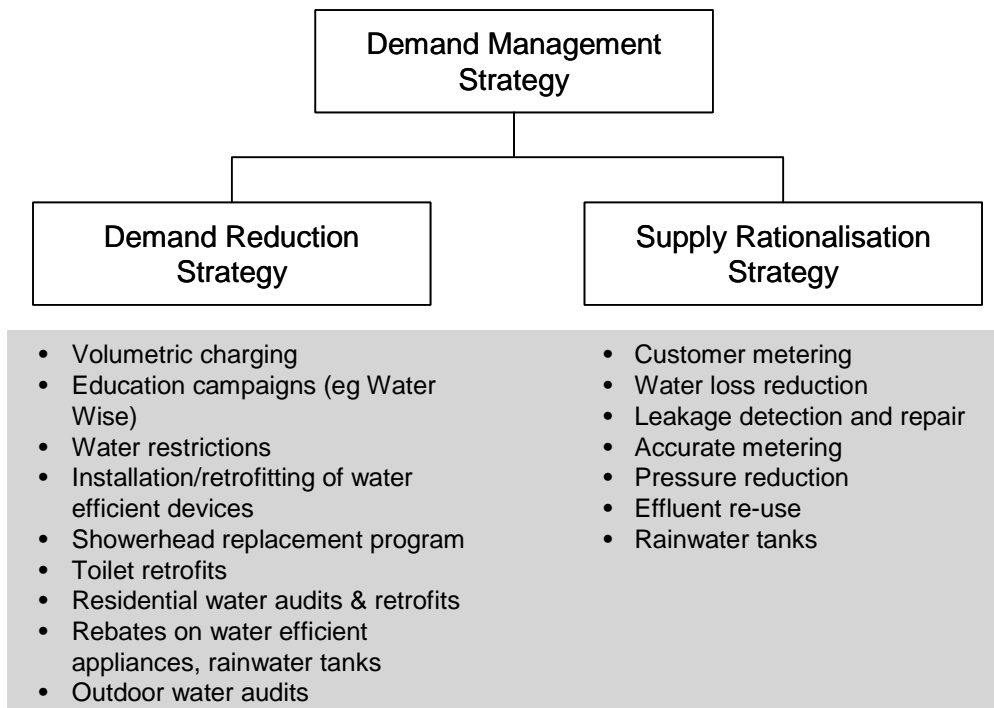 Demand Management
Strategy
Demand Reduction
Strategy
Supply Rationalisation
Strategy
• Volumetric charging
• Education campaigns (eg Water
Wise)
• Water restrictions
• Installation/retrofitting of water
efficient devices
• Showerhead replacement program
• Toilet retrofits
• Residential water audits & retrofits
• Rebates on water efficient
appliances, rainwater tanks
• Outdoor water audits
• Customer metering
• Water loss reduction
• Leakage detection and repair
• Accurate metering
• Pressure reduction
• Effluent re-use
• Rainwater tanks